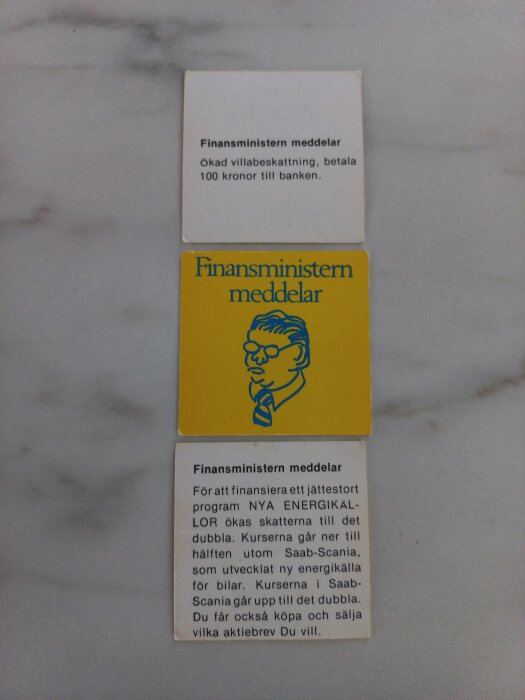 Finansministern meddelar
Ökad villabeskattning, betala
100 kronor till banken.
Finansministern
meddelar
Finansministern meddelar
För att finansiera ett jättestort
program NYA ENERGIKÄL-
LOR ökas skatterna till det
dubbla. Kurserna går ner till
hälften utom Saab-Scania,
som utvecklat ny energikälla
för bilar. Kurserna i Saab-
Scania går upp till det dubbla.
Du får också köpa och sälja
vilka aktiebrev Du vill.